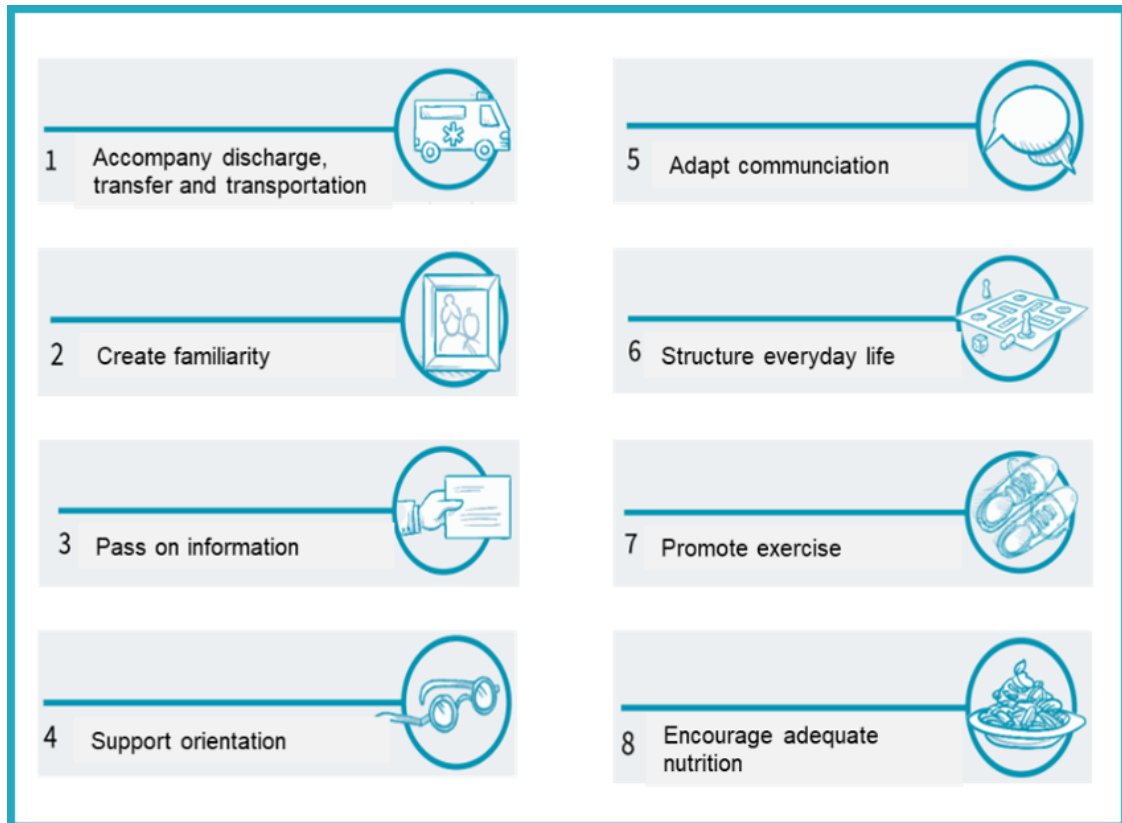 1 Accompany discharge,
transfer and transportation
2 Create familiarity
3 Pass on information
4 Support orientation
5 Adapt communciation
6 Structure everyday life
7 Promote exercise
8 Encourage adequate
nutrition